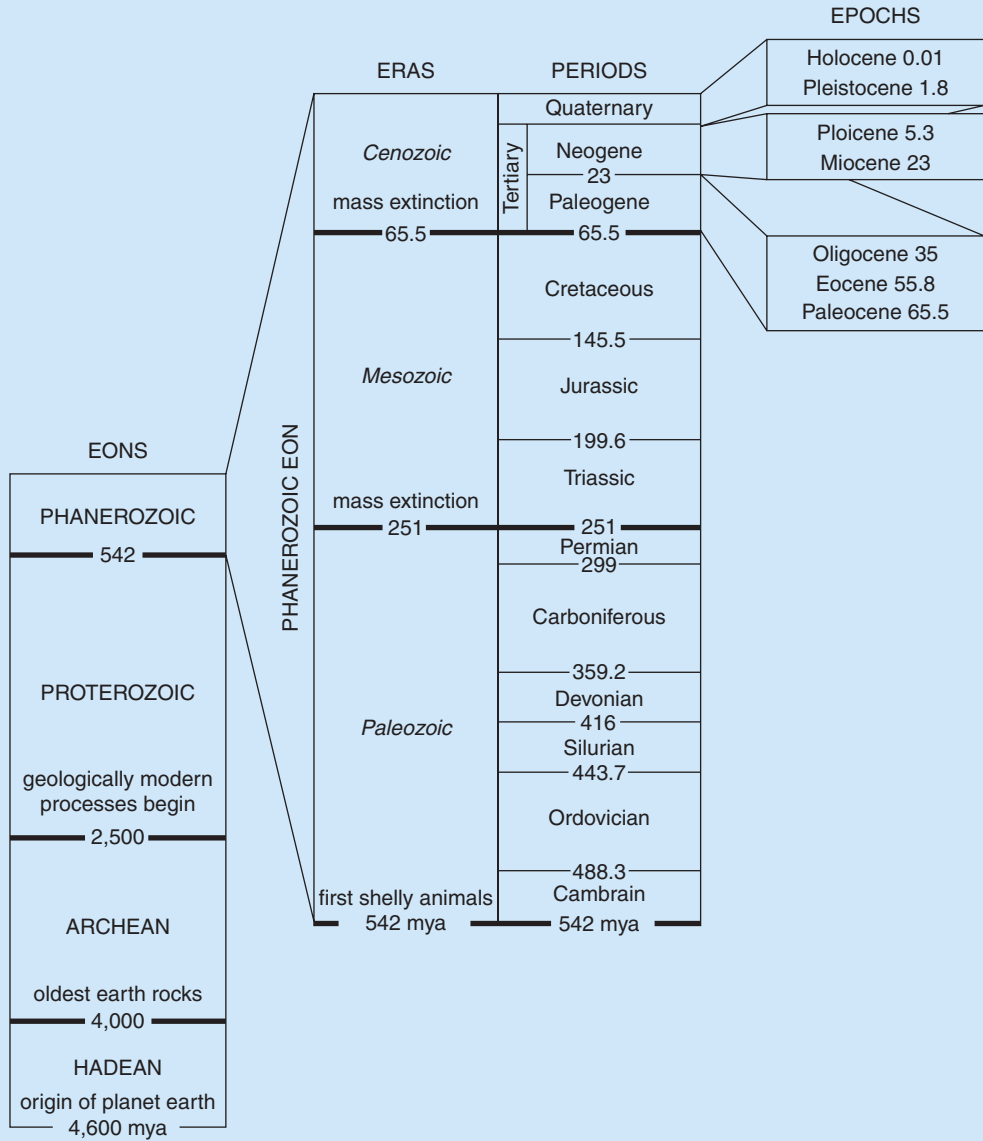 EONS
PHANEROZOIC
542
PROTEROZOIC
geologically modern
processes begin
2,500
ARCHEAN
oldest earth rocks
4,000
HADEAN
origin of planet earth
4,600 mya
PHANEROZOIC EON
ERAS
Cenozoic
mass extinction
65.5
Mesozoic
mass extinction
251
Paleozoic
first shelly animals
542 mya
PERIODS
Quaternary
Tertiary
Neogene
23
Paleogene
65.5
Cretaceous
145.5
Jurassic
199.6
Triassic
251
Permian
299
Carboniferous
359.2
Devonian
416
Silurian
443.7
Ordovician
488.3
Cambrain
542 mya
EPOCHS
Holocene 0.01
Pleistocene 1.8
Ploicene 5.3
Miocene 23
Oligocene 35
Eocene 55.8
Paleocene 65.5